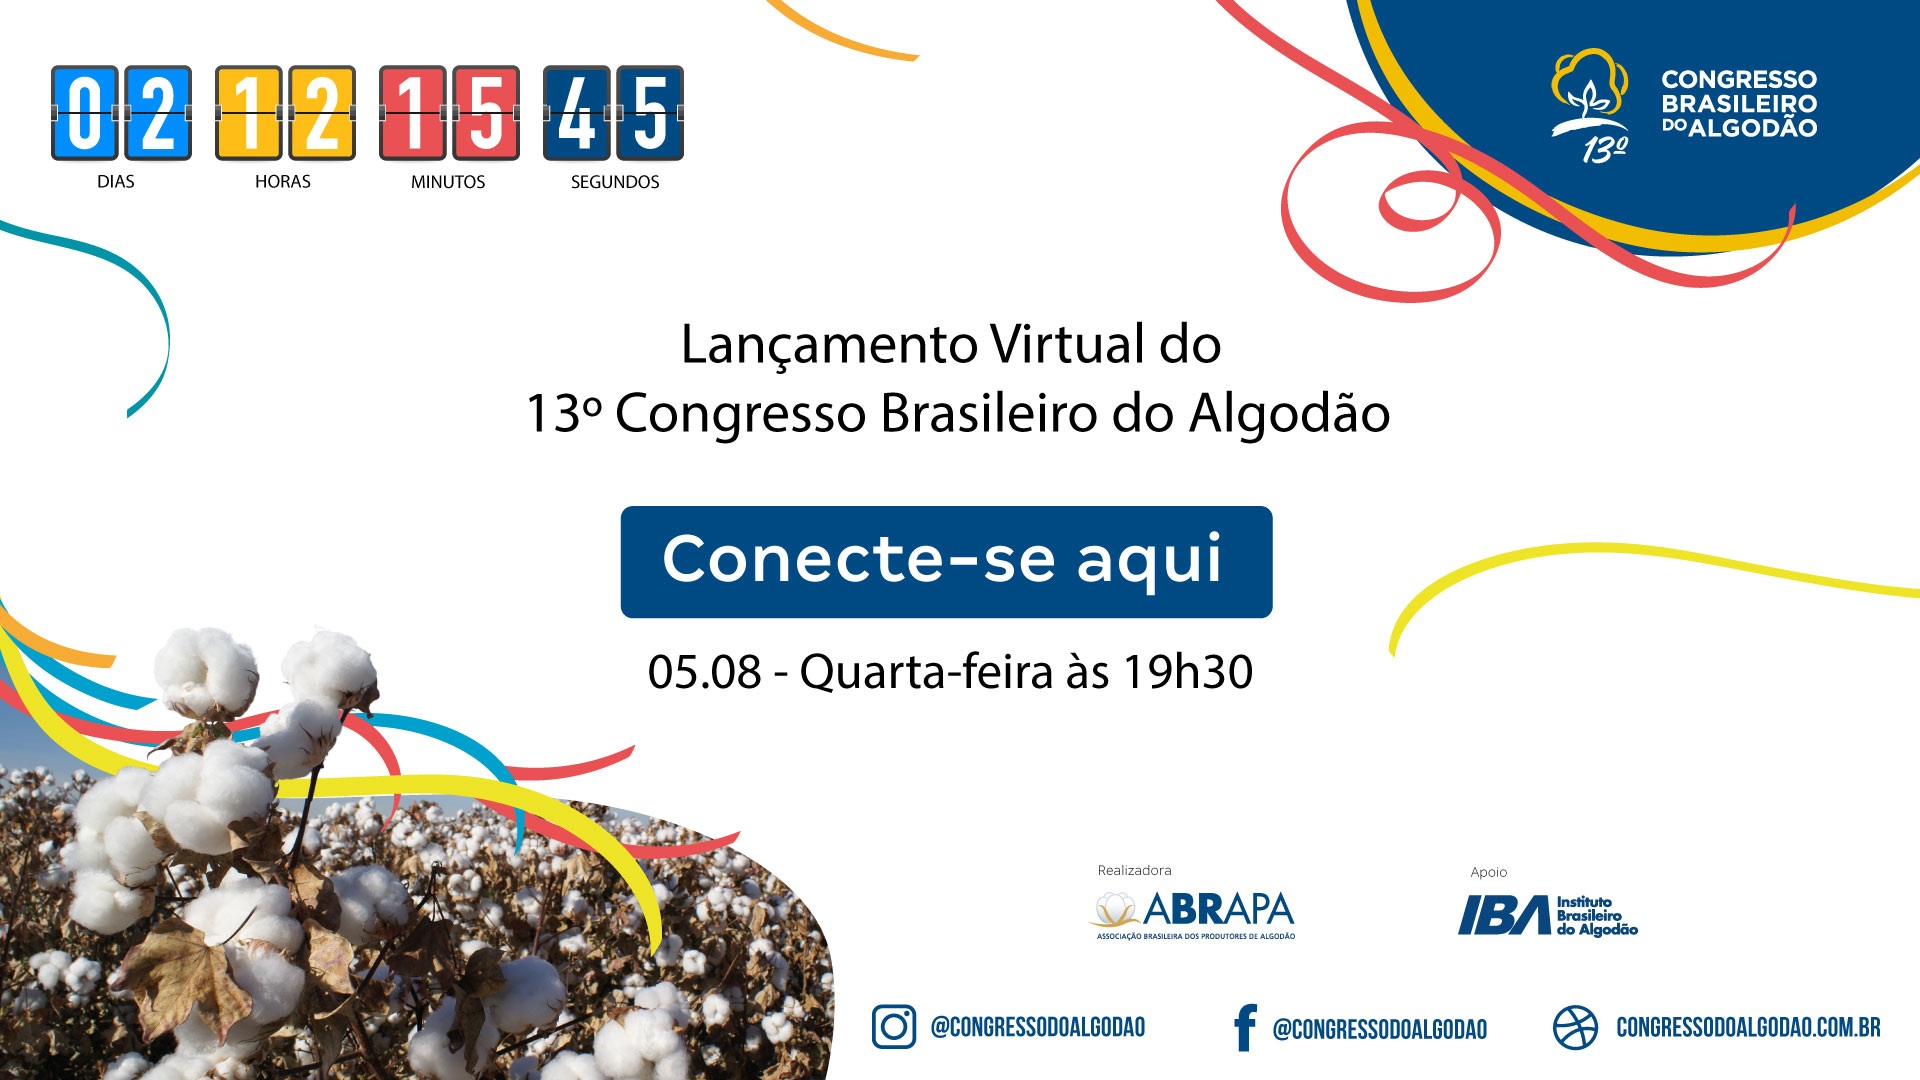 02 12 15 45
DIAS HORAS MINUTOS SEGUNDOS
CONGRESSO
BRASILEIRO
DO ALGODÃO
13º
Lançamento Virtual do
13º Congresso Brasileiro do Algodão
Conecte-se aqui
05.08 - Quarta-feira às 19h30
Realizadora
ABRAPA
ASSOCIAÇÃO BRASILEIRA DOS PRODUTORES DE ALGODÃO
Apoio
IBA
Instituto
Brasileiro
do Algodão
@CONGRESSODOALGODAO
@CONGRESSODOALGODAO
CONGRESSODOALGODAO.COM.BR